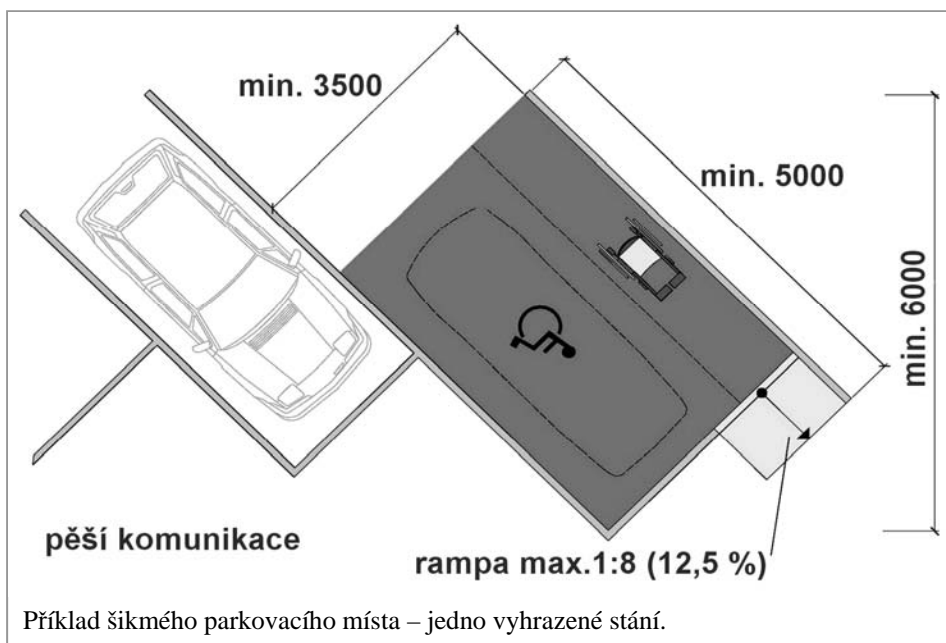 min. 3500
min. 5000
min. 6000
pěší komunikace
rampa max.1:8 (12,5 %)
Příklad šikmého parkovacího místa – jedno vyhrazené stání.